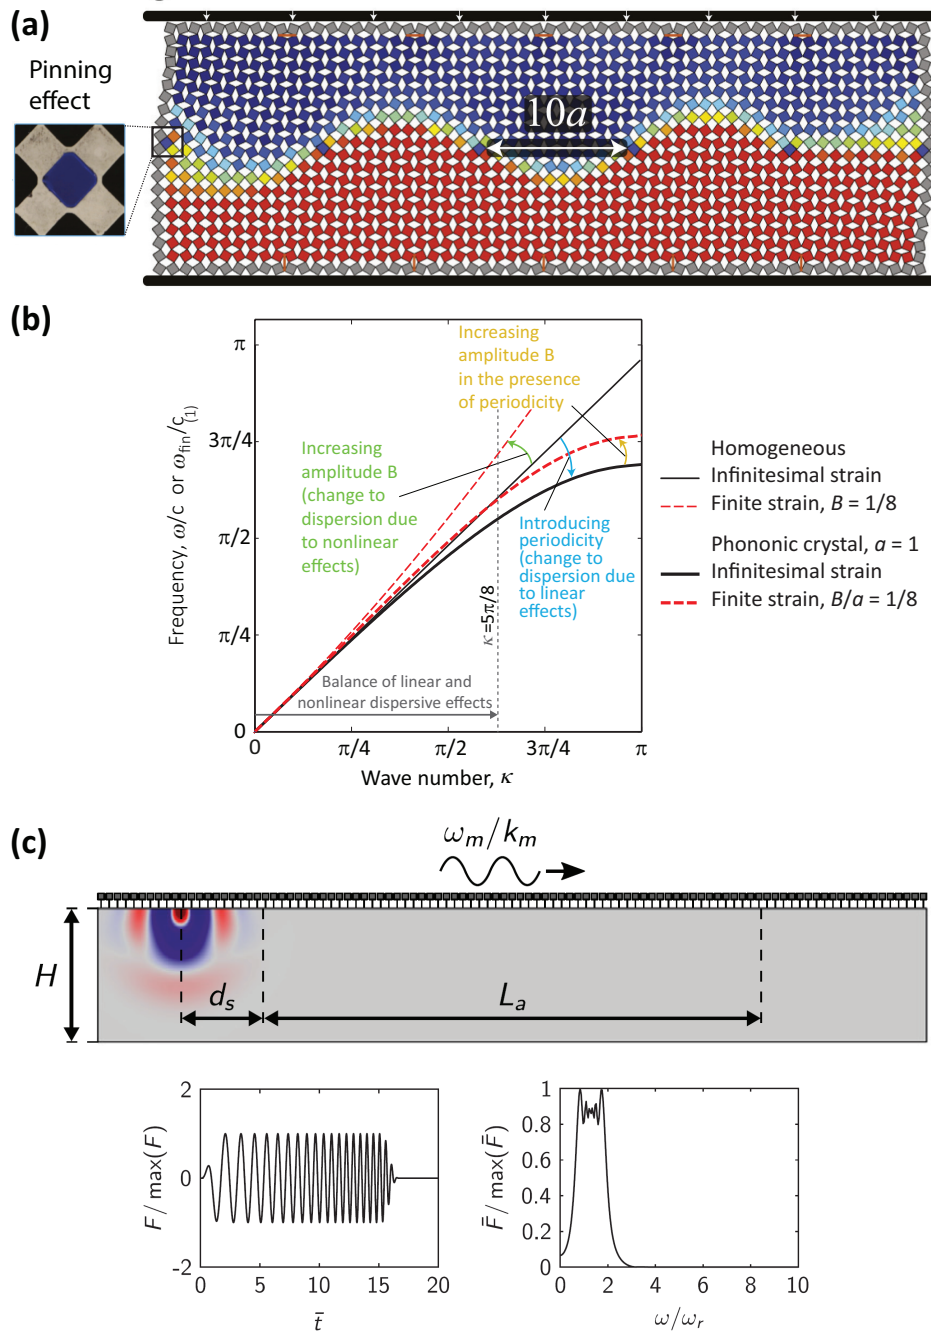 (a)
Pinning
effect
10a
(b)
Frequency, ω/c or ω_fin/c_(1)
π
3π/4
π/2
π/4
0
Increasing
amplitude B
in the presence
of periodicity
Increasing
amplitude B
(change to
dispersion due
to nonlinear
effects)
Introducing
periodicity
(change to
dispersion due
to linear
effects)
κ=5π/8
Balance of linear and
nonlinear dispersive effects
0
π/4
π/2
3π/4
π
Wave number, κ
Homogeneous
Infinitesimal strain
Finite strain, B = 1/8
Phononic crystal, a = 1
Infinitesimal strain
Finite strain, B/a = 1/8
(c)
ω_m/k_m
H
d_s
L_a
F / max(F)
2
0
-2
0
5
10
15
20
t̄
F̄ / max(F̄)
1
0.8
0.6
0.4
0.2
0
0
2
4
6
8
10
ω/ω_r